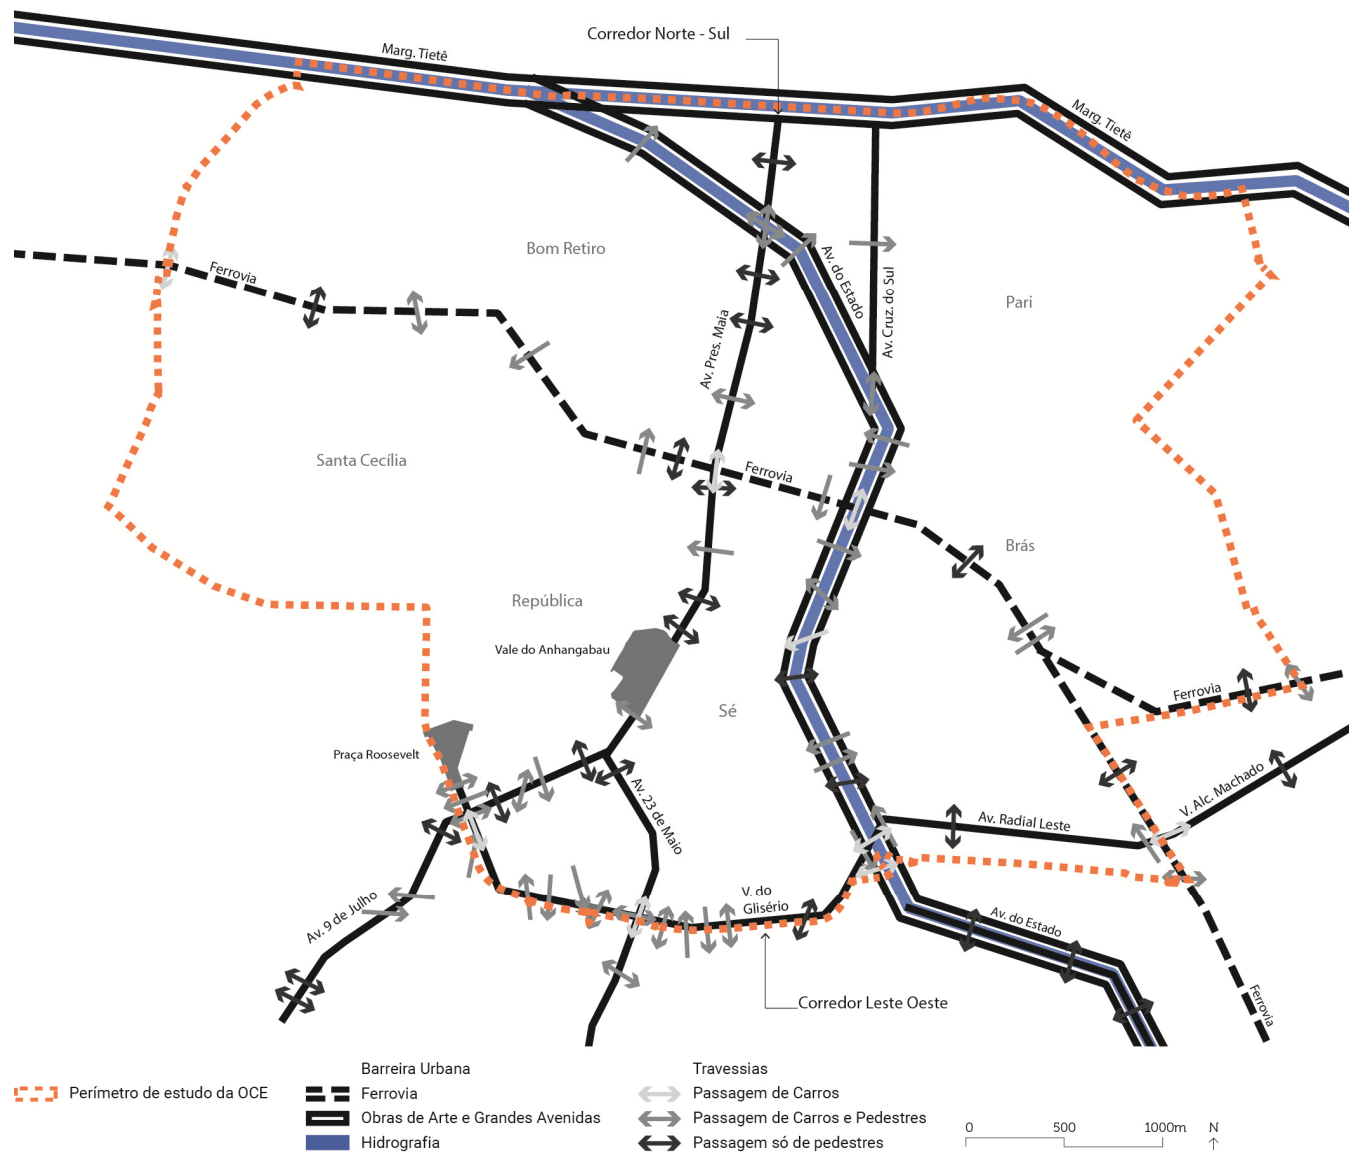 Corredor Norte - Sul
Marg. Tietê
Marg. Tietê
Bom Retiro
Av. do Estado
Ferrovia
Av. Cruz. do Sul
Pari
Av. Pres. Maia
Santa Cecília
Ferrovia
Brás
República
Vale do Anhangabau
Ferrovia
Sé
Praça Roosevelt
V. Alc. Machado
Av. 23 de Maio
Av. Radial Leste
V. do
Glisério
Av. 9 de Julho
Av. do Estado
Corredor Leste Oeste
Ferrovia
Perímetro de estudo da OCE
Barreira Urbana
Ferrovia
Obras de Arte e Grandes Avenidas
Hidrografia
Travessias
Passagem de Carros
Passagem de Carros e Pedestres
Passagem só de pedestres
0 500 1000m N